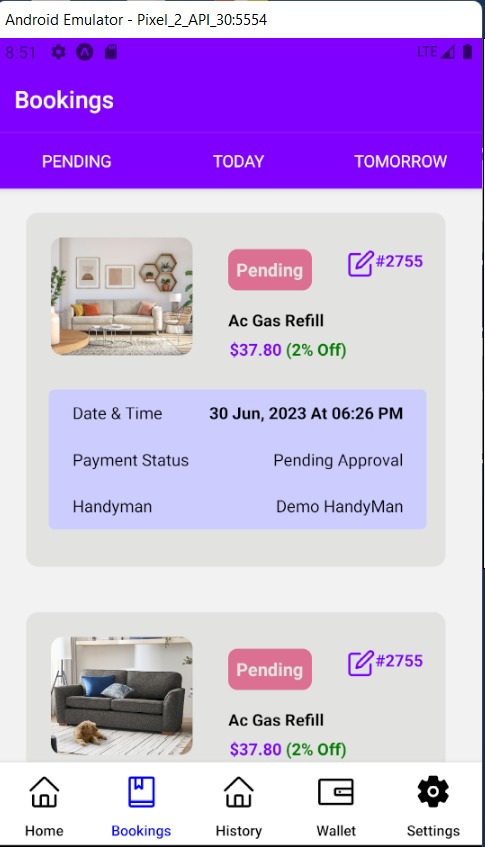 Android Emulator - Pixel_2_API_30:5554
8:51 LTE
Bookings
PENDING TODAY TOMORROW
Pending #2755
Ac Gas Refill
$37.80 (2% Off)
Date & Time 30 Jun, 2023 At 06:26 PM
Payment Status Pending Approval
Handyman Demo HandyMan
Pending #2755
Ac Gas Refill
$37.80 (2% Off)
Home Bookings History Wallet Settings